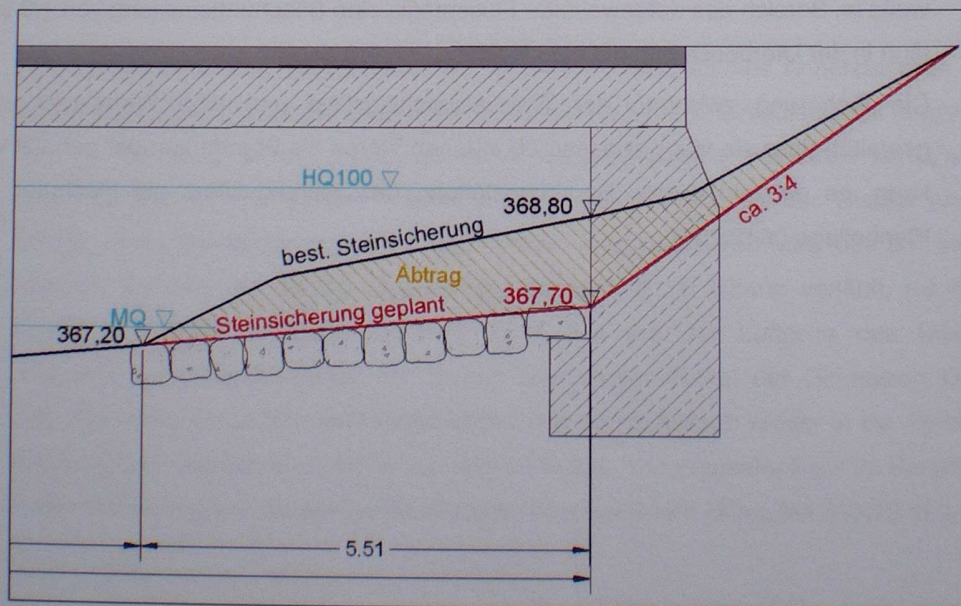 HQ100
368,80
best. Steinsicherung
ca. 3:4
Abtrag
367,70
MQ
Steinsicherung geplant
367,20
5.51